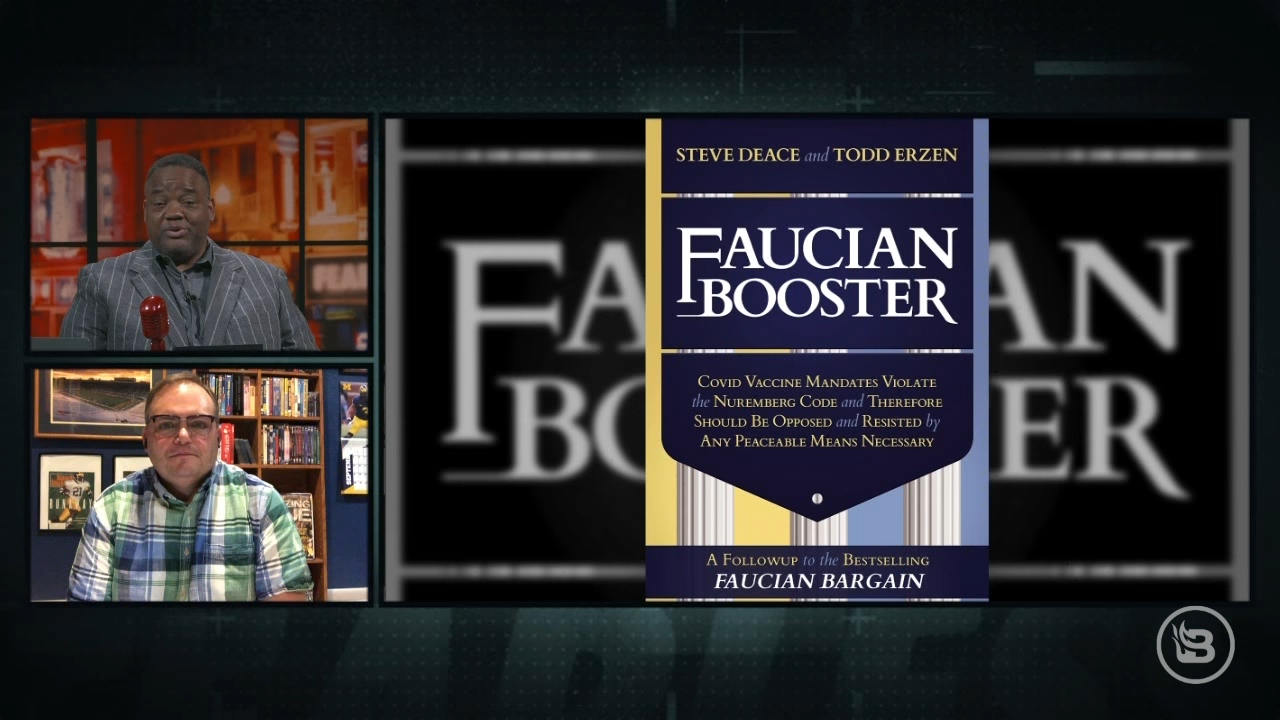 STEVE DEACE and TODD ERZEN
FAUCIAN
BOOSTER
COVID VACCINE MANDATES VIOLATE
the NUREMBERG CODE and THEREFORE
SHOULD BE OPPOSED and RESISTED by
ANY PEACEABLE MEANS NECESSARY
A FOLLOWUP to the BESTSELLING
FAUCIAN BARGAIN
B